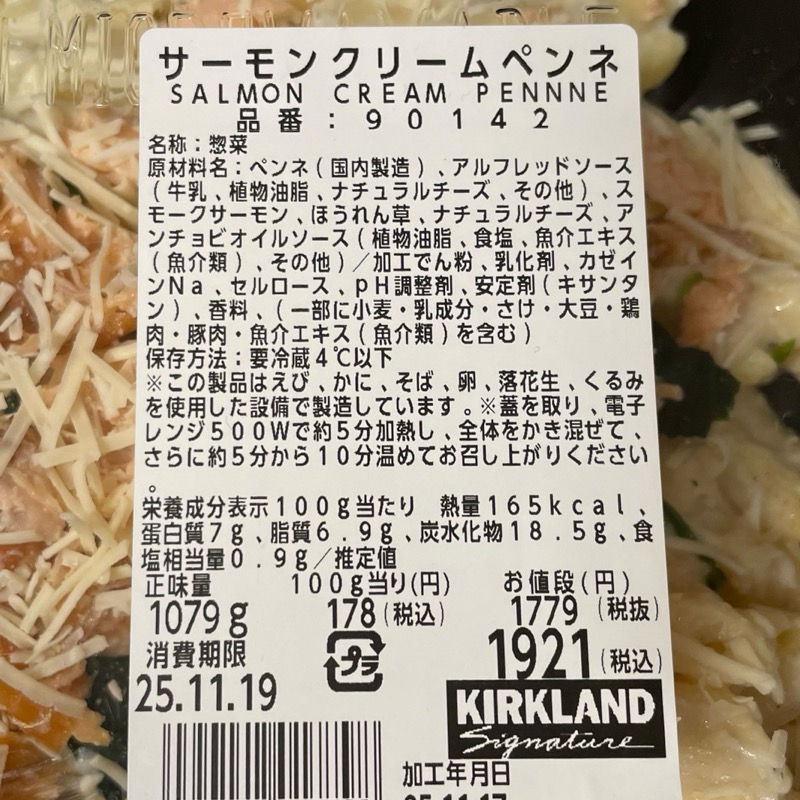 サーモンクリームペンネ
SALMON CREAM PENNNE
品番:90142
名称:惣菜
原材料名:ペンネ(国内製造)、アルフレッドソース
(牛乳、植物油脂、ナチュラルチーズ、その他)、ス
モークサーモン、ほうれん草、ナチュラルチーズ、ア
ンチョビオイルソース(植物油脂、食塩、魚介エキス
(魚介類)、その他)/加工でん粉、乳化剤、カゼイ
ンNa、セルロース、pH調整剤、安定剤(キサンタ
ン)、香料、(一部に小麦・乳成分・さけ・大豆・鶏
肉・豚肉・魚介エキス(魚介類)を含む)
保存方法:要冷蔵4℃以下
※この製品はえび、かに、そば、卵、落花生、くるみ
を使用した設備で製造しています。※蓋を取り、電子
レンジ500Wで約5分加熱し、全体をかき混ぜて、
さらに約5分から10分温めてお召し上がりください
。
栄養成分表示100g当たり 熱量165kcal、
蛋白質7g、脂質6.9g、炭水化物18.5g、食
塩相当量0.9g/推定値
正味量 100g当り(円) お値段(円)
1079g 178(税込) 1779(税抜)
1921(税込)
消費期限
プラ
25.11.19
KIRKLAND
Signature
加工年月日
25.11.17